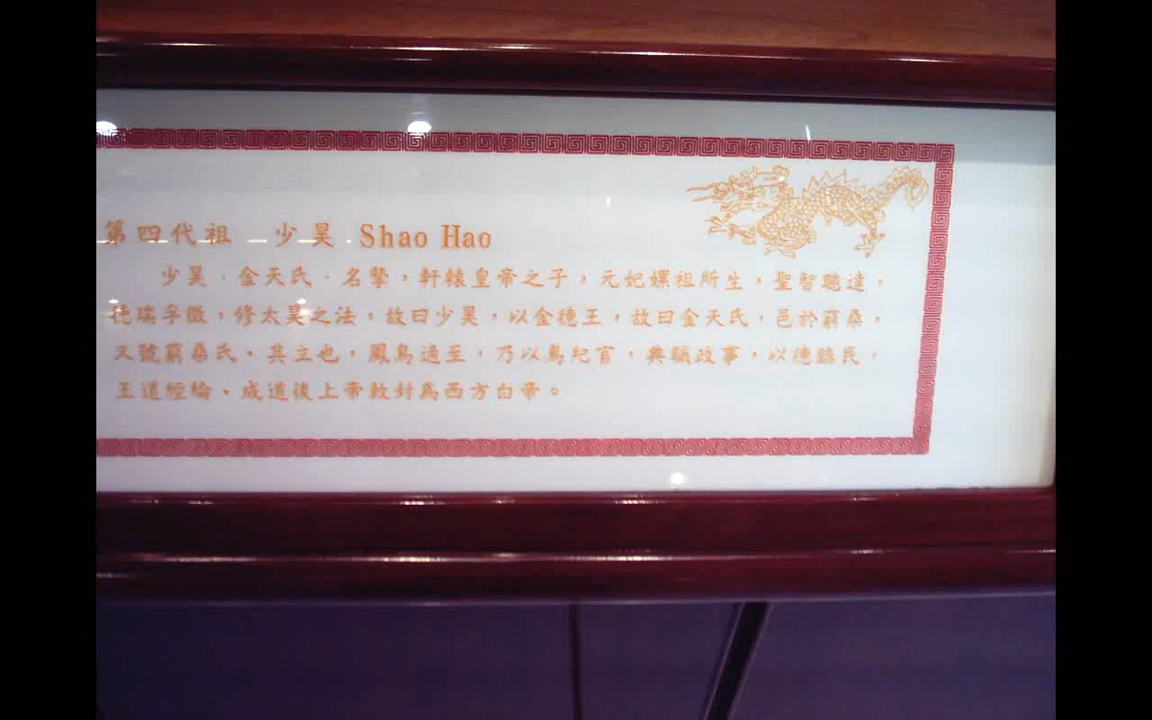 第四代祖 少昊 Shao Hao
少昊，金天氏，名摯，軒轅皇帝之子，元妃嫘祖所生，聖智聰達，
德瑞孚徵，修太昊之法，故曰少昊，以金德王，故曰金天氏，邑於窮桑，
又號窮桑氏。其立也，鳳鳥適至，乃以鳥紀官，典顓政事，以德臨民，
王道經綸。成道後上帝敕封為西方白帝。